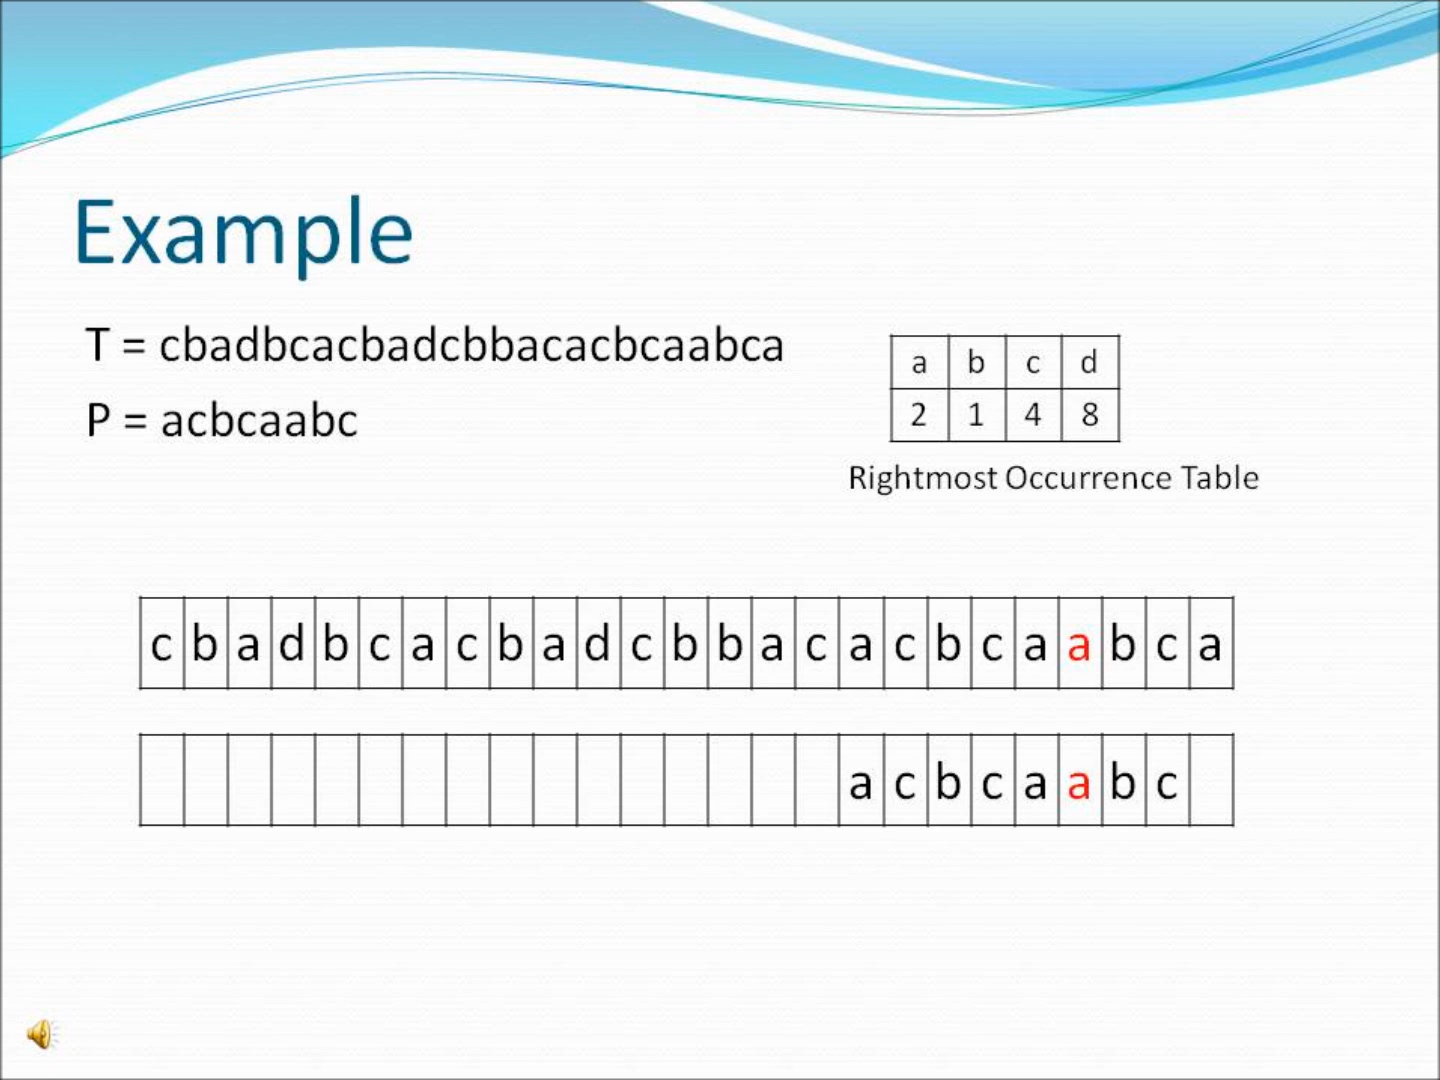 Example
T = cbadbcacbadcbbacacbcaabca
P = acbcaabc
a b c d
2 1 4 8
Rightmost Occurrence Table
c b a d b c a c b a d c b b a c a c b c a a b c a
a c b c a a b c